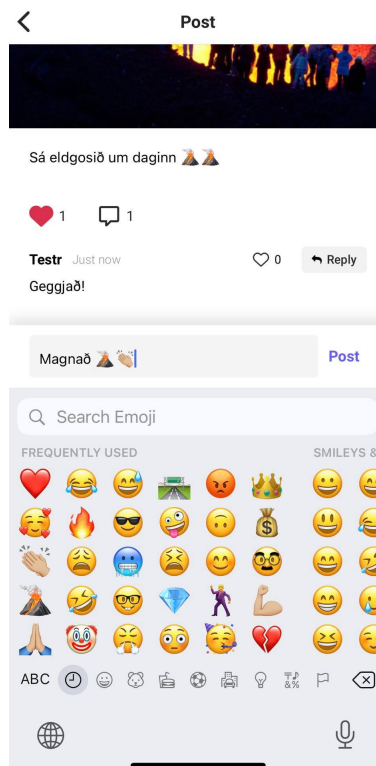 Post
Sá eldgosið um daginn 🌋🌋
1 1
Testr Just now 0 Reply
Geggjað!
Magnað 🌋👏🏼 Post
Search Emoji
FREQUENTLY USED SMILEYS &
ABC